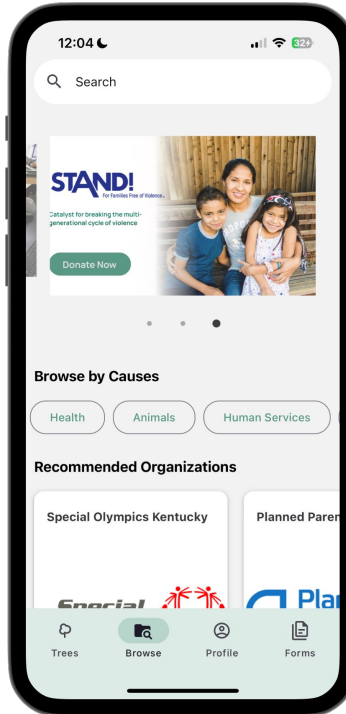 12:04
32
Search
STAND!
For Families Free of Violence
Catalyst for breaking the multi-
generational cycle of violence
Donate Now
Browse by Causes
Health
Animals
Human Services
Recommended Organizations
Special Olympics Kentucky
Planned Paren
Special
Plan
Trees
Browse
Profile
Forms